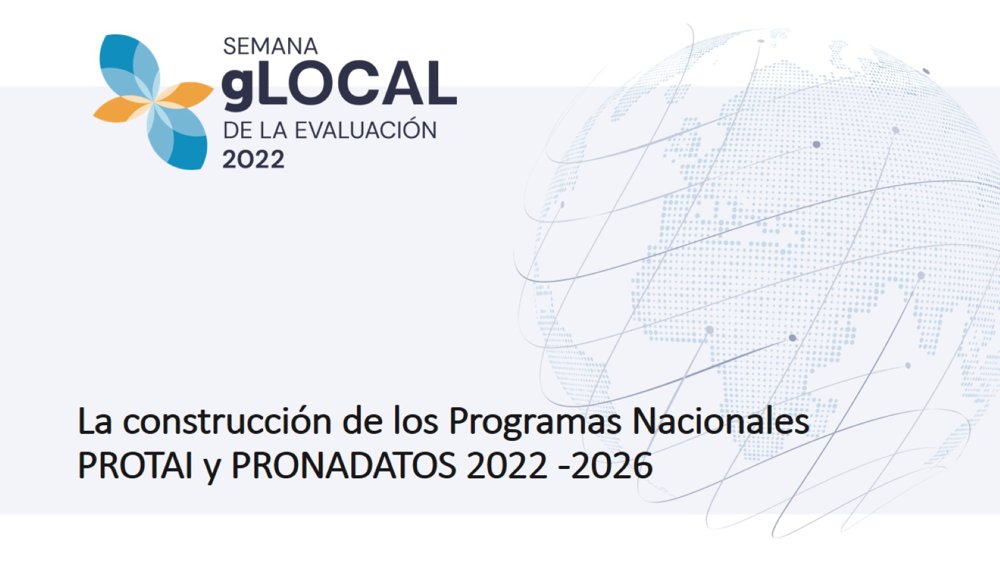 SEMANA
gLOCAL
DE LA EVALUACIÓN
2022
La construcción de los Programas Nacionales
PROTAI y PRONADATOS 2022 -2026